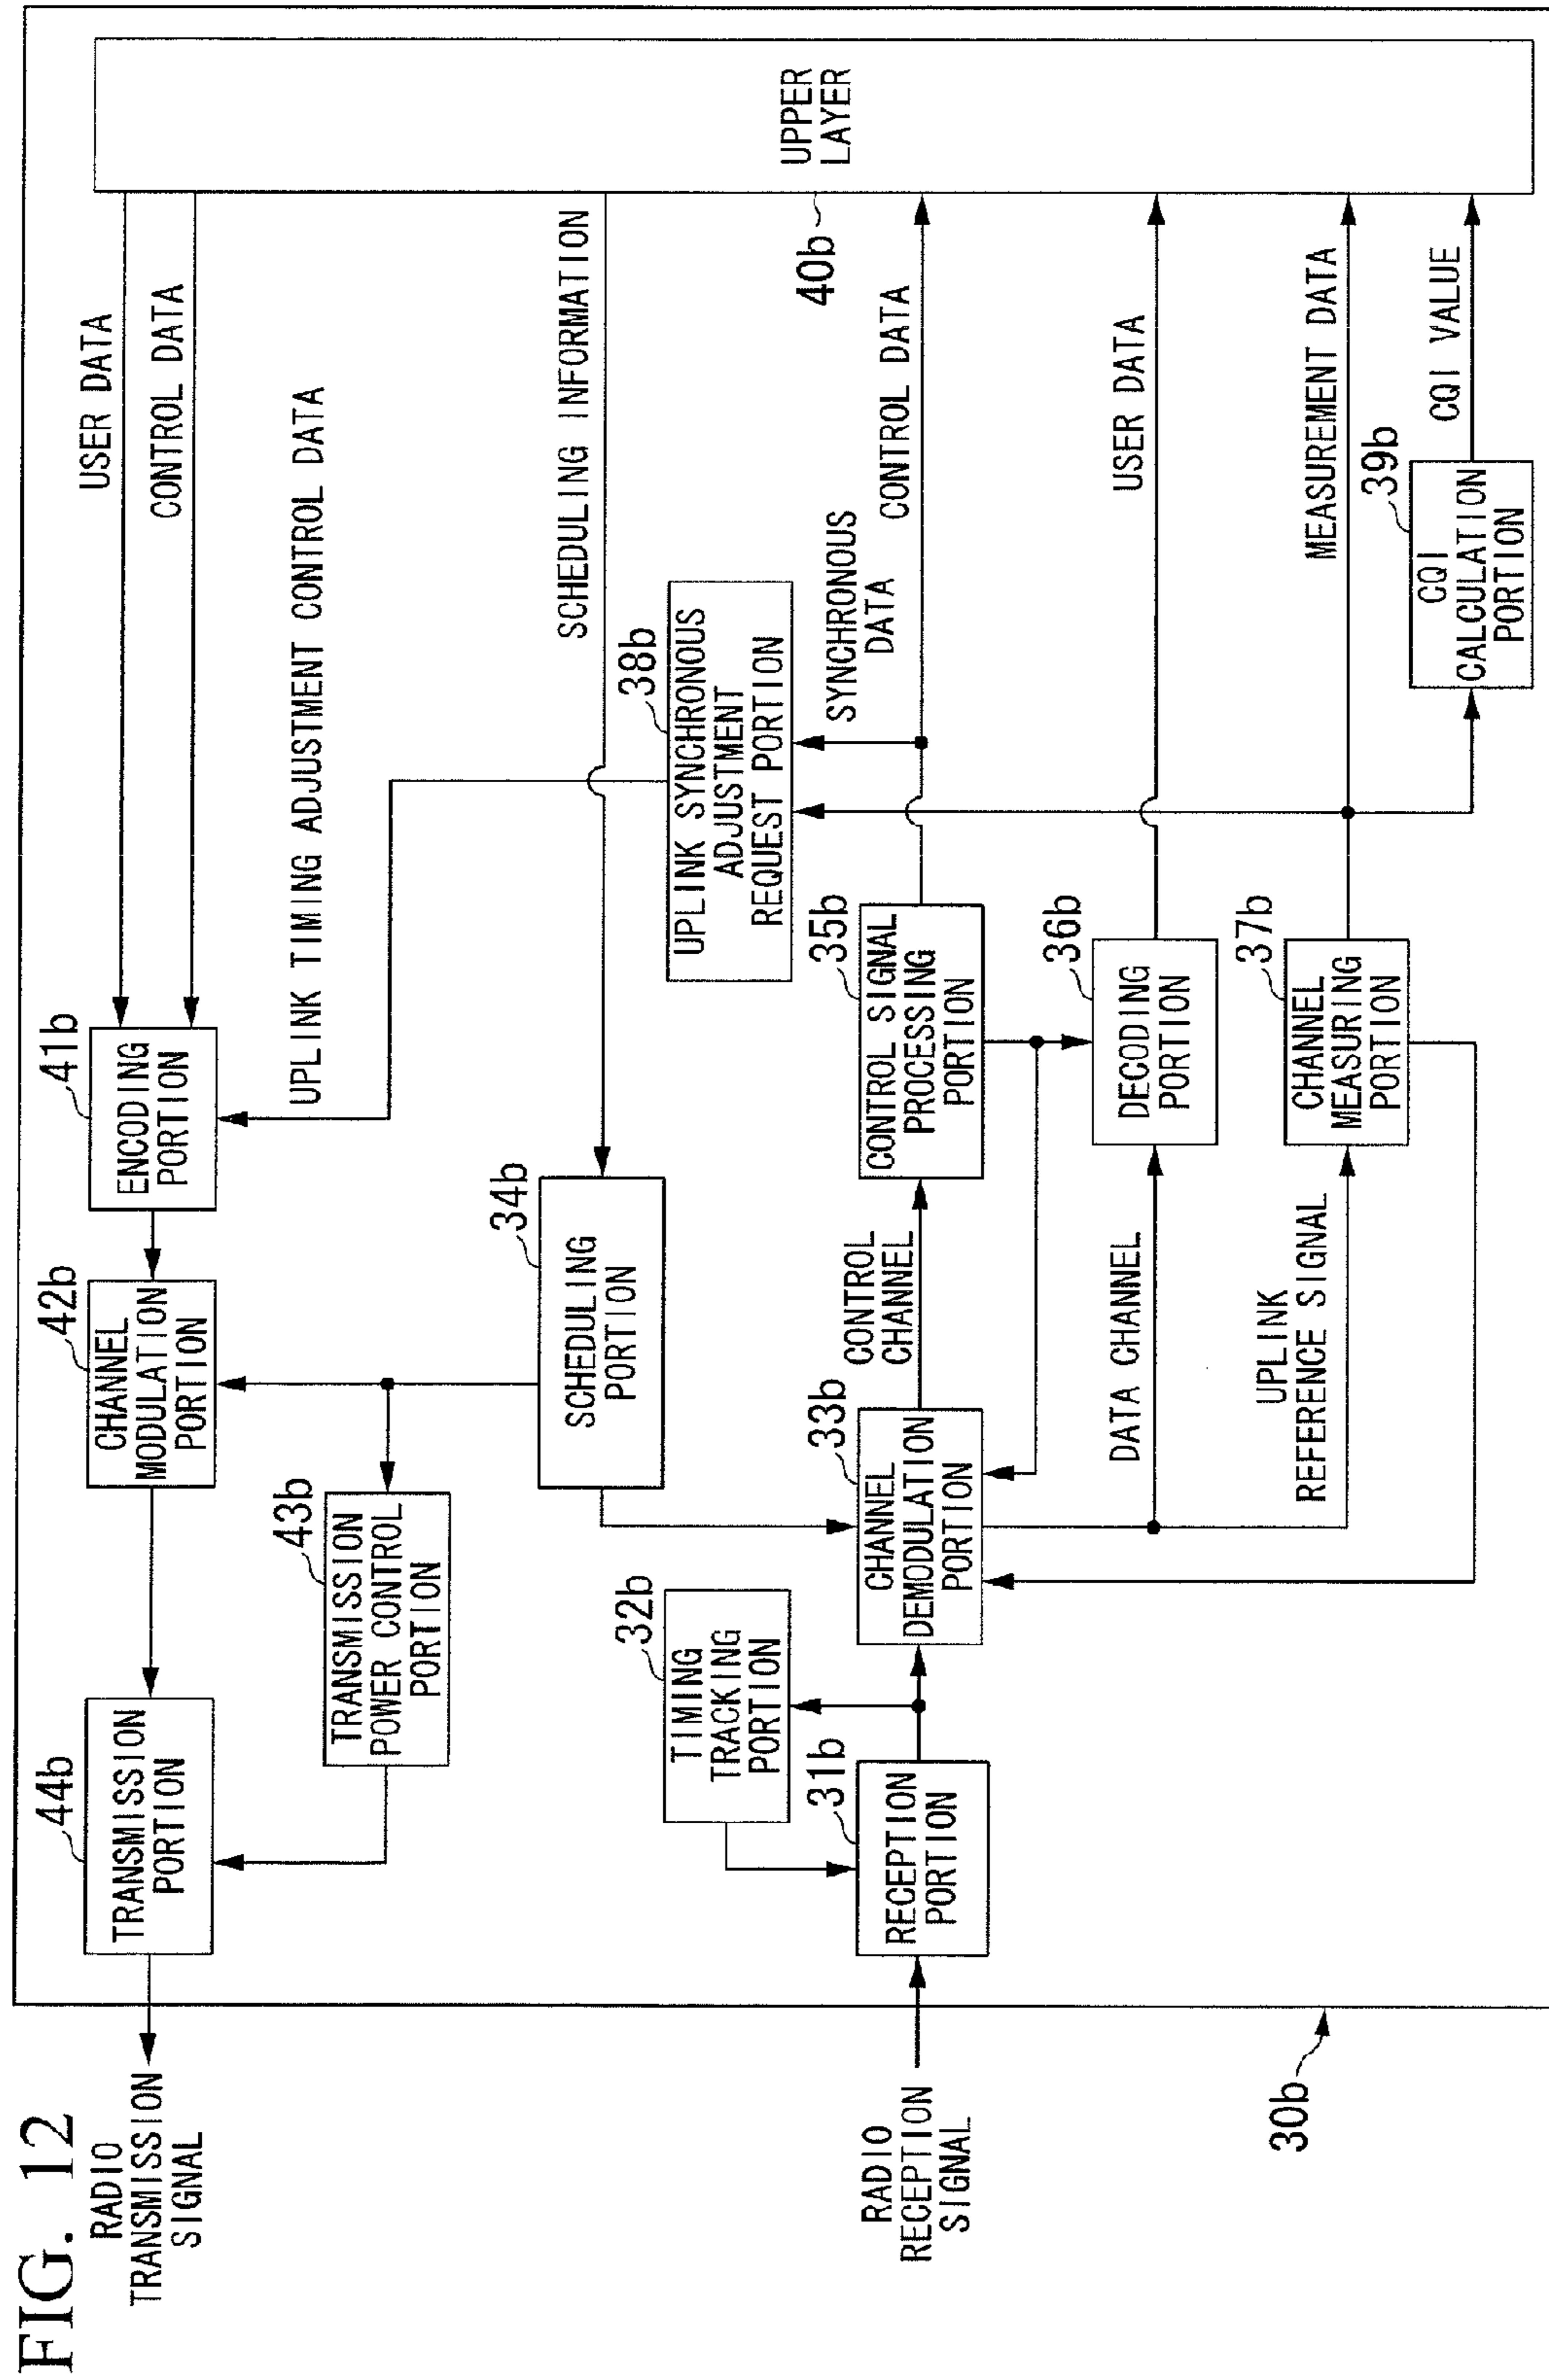 FIG. 12
RADIO
TRANSMISSION
SIGNAL
44b
TRANSMISSION
PORTION
42b
CHANNEL
MODULATION
PORTION
41b
ENCODING
PORTION
USER DATA
CONTROL DATA
43b
TRANSMISSION
POWER CONTROL
PORTION
UPLINK TIMING ADJUSTMENT CONTROL DATA
34b
SCHEDULING
PORTION
SCHEDULING INFORMATION
38b
UPLINK SYNCHRONOUS
ADJUSTMENT
REQUEST PORTION
32b
TIMING
TRACKING
PORTION
RADIO
RECEPTION
SIGNAL
31b
RECEPTION
PORTION
33b
CHANNEL
DEMODULATION
PORTION
CONTROL
CHANNEL
35b
CONTROL SIGNAL
PROCESSING
PORTION
SYNCHRONOUS
DATA
CONTROL DATA
UPPER
LAYER
40b
DATA CHANNEL
36b
DECODING
PORTION
USER DATA
UPLINK
REFERENCE SIGNAL
37b
CHANNEL
MEASURING
PORTION
MEASUREMENT DATA
39b
CQI
CALCULATION
PORTION
CQI VALUE
30b